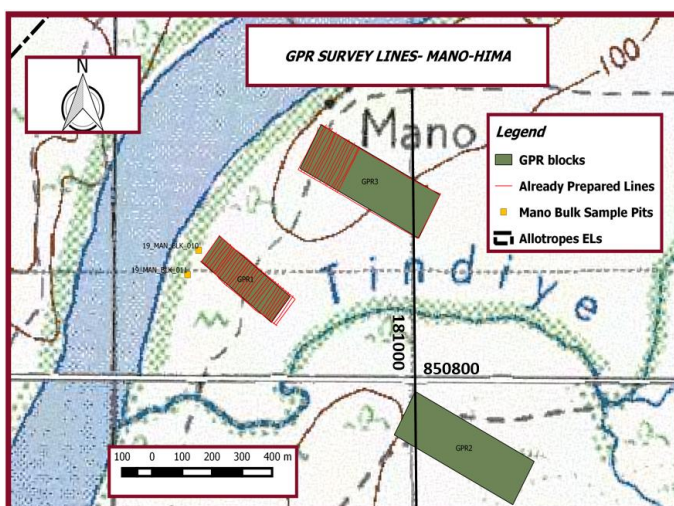 GPR SURVEY LINES- MANO-HIMA
N
100
Mano
Legend
GPR blocks
Already Prepared Lines
Mano Bulk Sample Pits
Allotropes ELs
GPR3
19_MAN_BLK_010
19_MAN_BLK_011
GPR1
Tindiye
181000
850800
GPR2
100 0 100 200 300 400 m